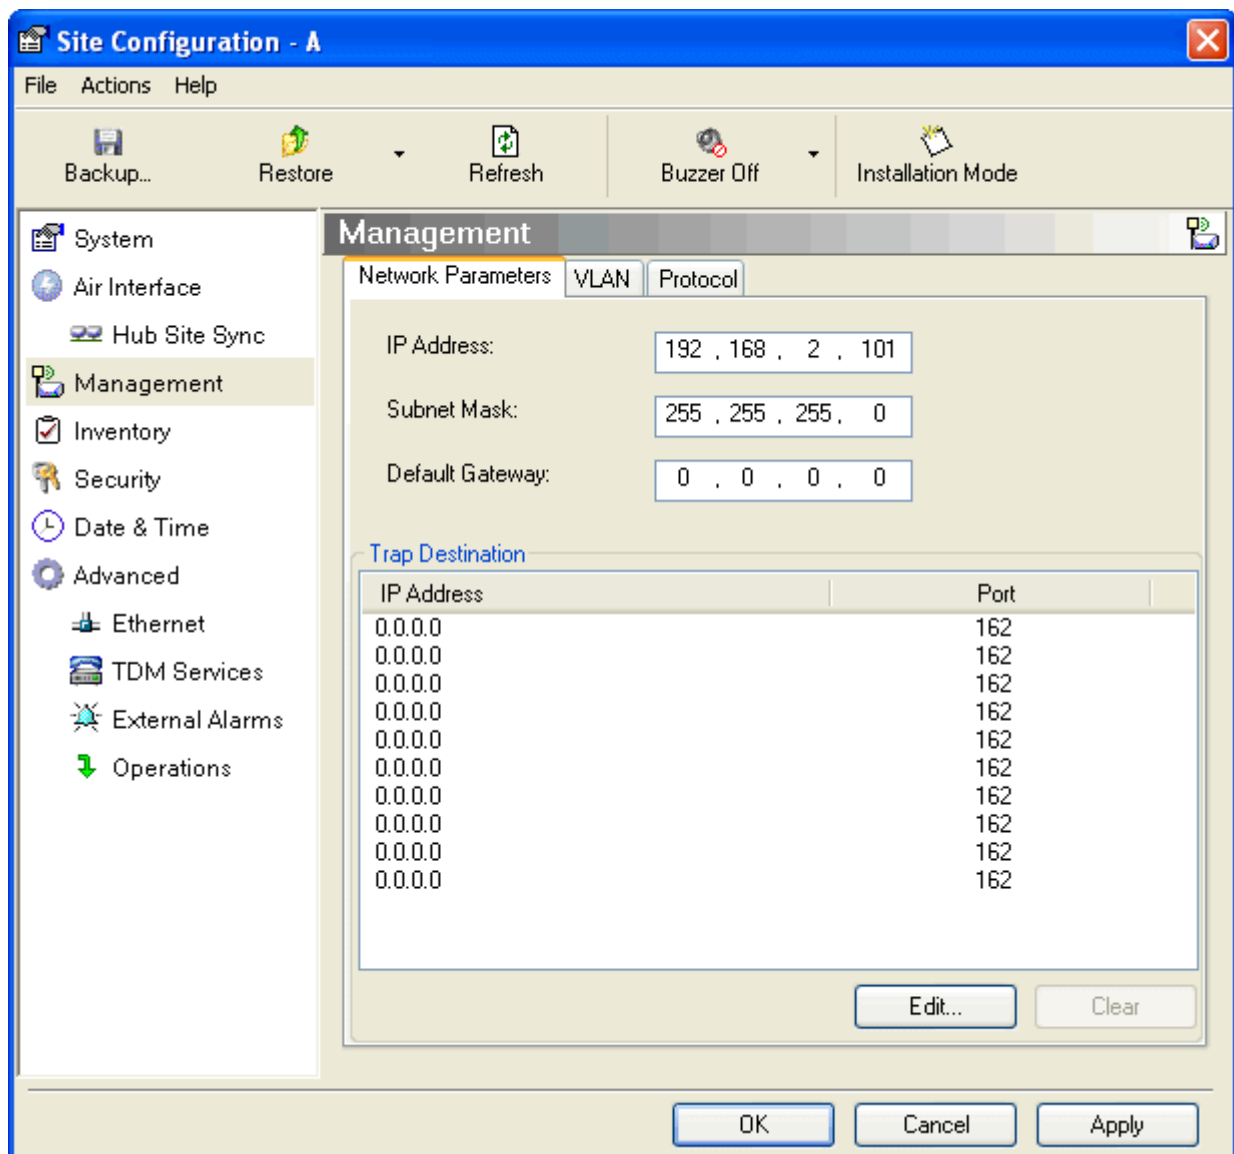 Site Configuration - A
File Actions Help
Backup... Restore Refresh Buzzer Off Installation Mode
System
Air Interface
Hub Site Sync
Management
Inventory
Security
Date & Time
Advanced
Ethernet
TDM Services
External Alarms
Operations
Management
Network Parameters VLAN Protocol
IP Address: 192 . 168 . 2 . 101
Subnet Mask: 255 . 255 . 255 . 0
Default Gateway: 0 . 0 . 0 . 0
Trap Destination
IP Address Port
0.0.0.0 162
0.0.0.0 162
0.0.0.0 162
0.0.0.0 162
0.0.0.0 162
0.0.0.0 162
0.0.0.0 162
0.0.0.0 162
0.0.0.0 162
0.0.0.0 162
Edit... Clear
OK Cancel Apply